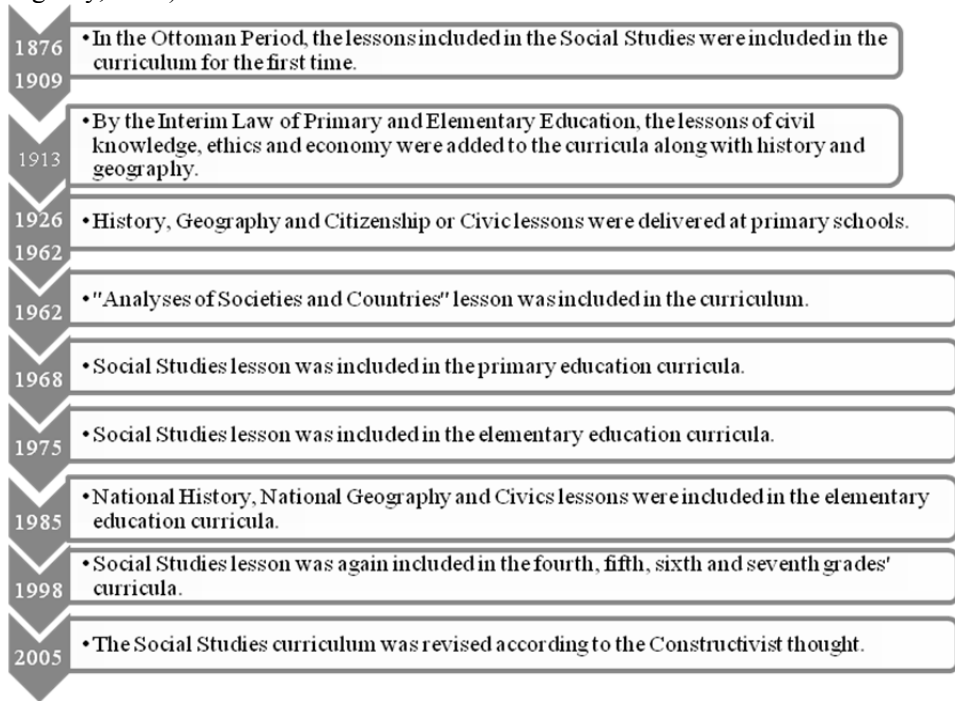 1876
1909
•In the Ottoman Period, the lessons included in the Social Studies were included in the
curriculum for the first time.
1913
•By the Interim Law of Primary and Elementary Education, the lessons of civil
knowledge, ethics and economy were added to the curricula along with history and
geography.
1926
1962
•History, Geography and Citizenship or Civic lessons were delivered at primary schools.
1962
•"Analyses of Societies and Countries" lesson was included in the curriculum.
1968
•Social Studies lesson was included in the primary education curricula.
1975
•Social Studies lesson was included in the elementary education curricula.
1985
•National History, National Geography and Civics lessons were included in the elementary
education curricula.
1998
•Social Studies lesson was again included in the fourth, fifth, sixth and seventh grades'
curricula.
2005
•The Social Studies curriculum was revised according to the Constructivist thought.